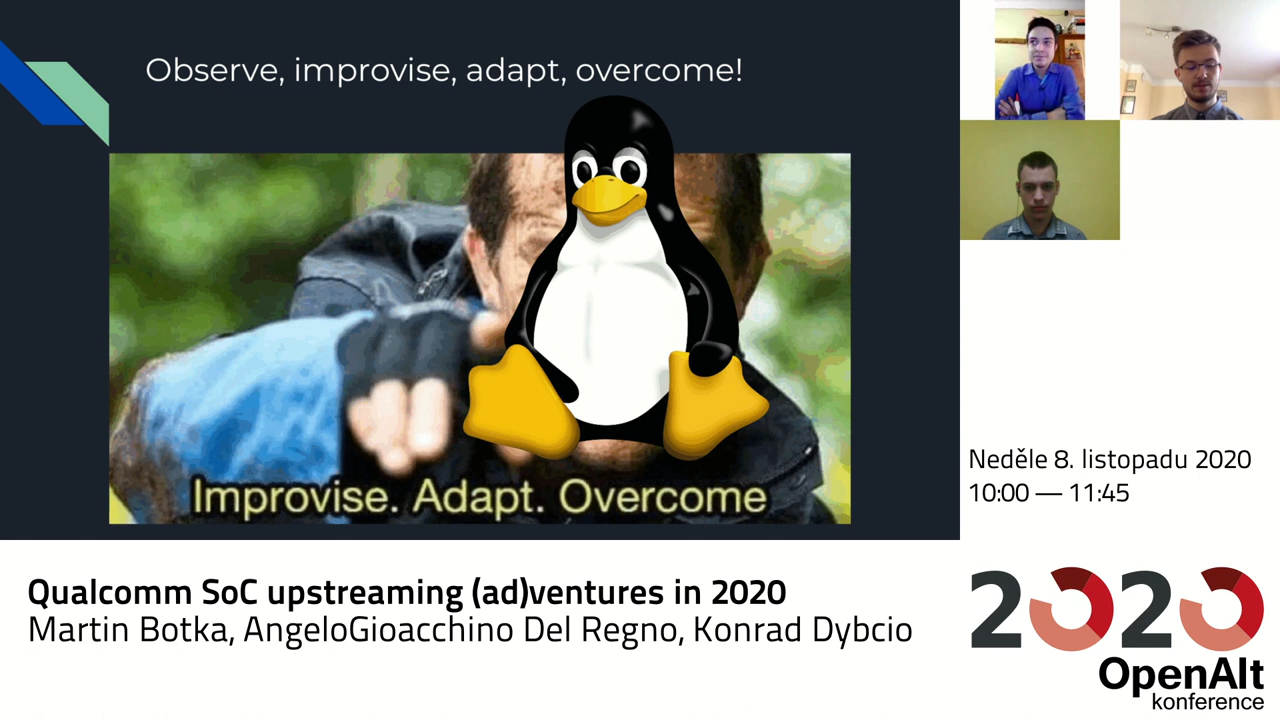 Observe, improvise, adapt, overcome!
Improvise. Adapt. Overcome
Neděle 8. listopadu 2020
10:00 — 11:45
Qualcomm SoC upstreaming (ad)ventures in 2020
Martin Botka, AngeloGioacchino Del Regno, Konrad Dybcio
2020
OpenAlt
konference